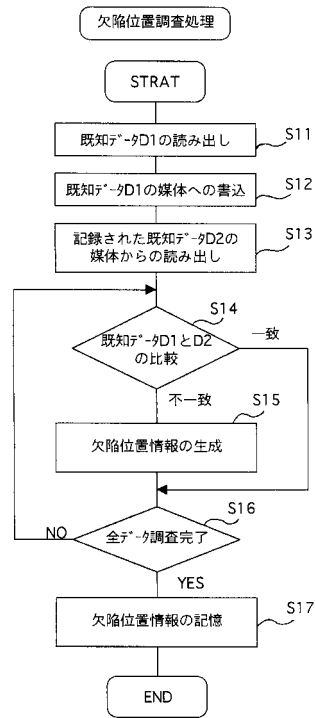 欠陥位置調査処理
STRAT
既知ﾃﾞｰﾀD1の読み出し
S11
既知ﾃﾞｰﾀD1の媒体への書込
S12
記録された既知ﾃﾞｰﾀD2の
媒体からの読み出し
S13
S14
既知ﾃﾞｰﾀD1とD2
の比較
一致
不一致
S15
欠陥位置情報の生成
S16
全ﾃﾞｰﾀ調査完了
NO
YES
欠陥位置情報の記憶
S17
END